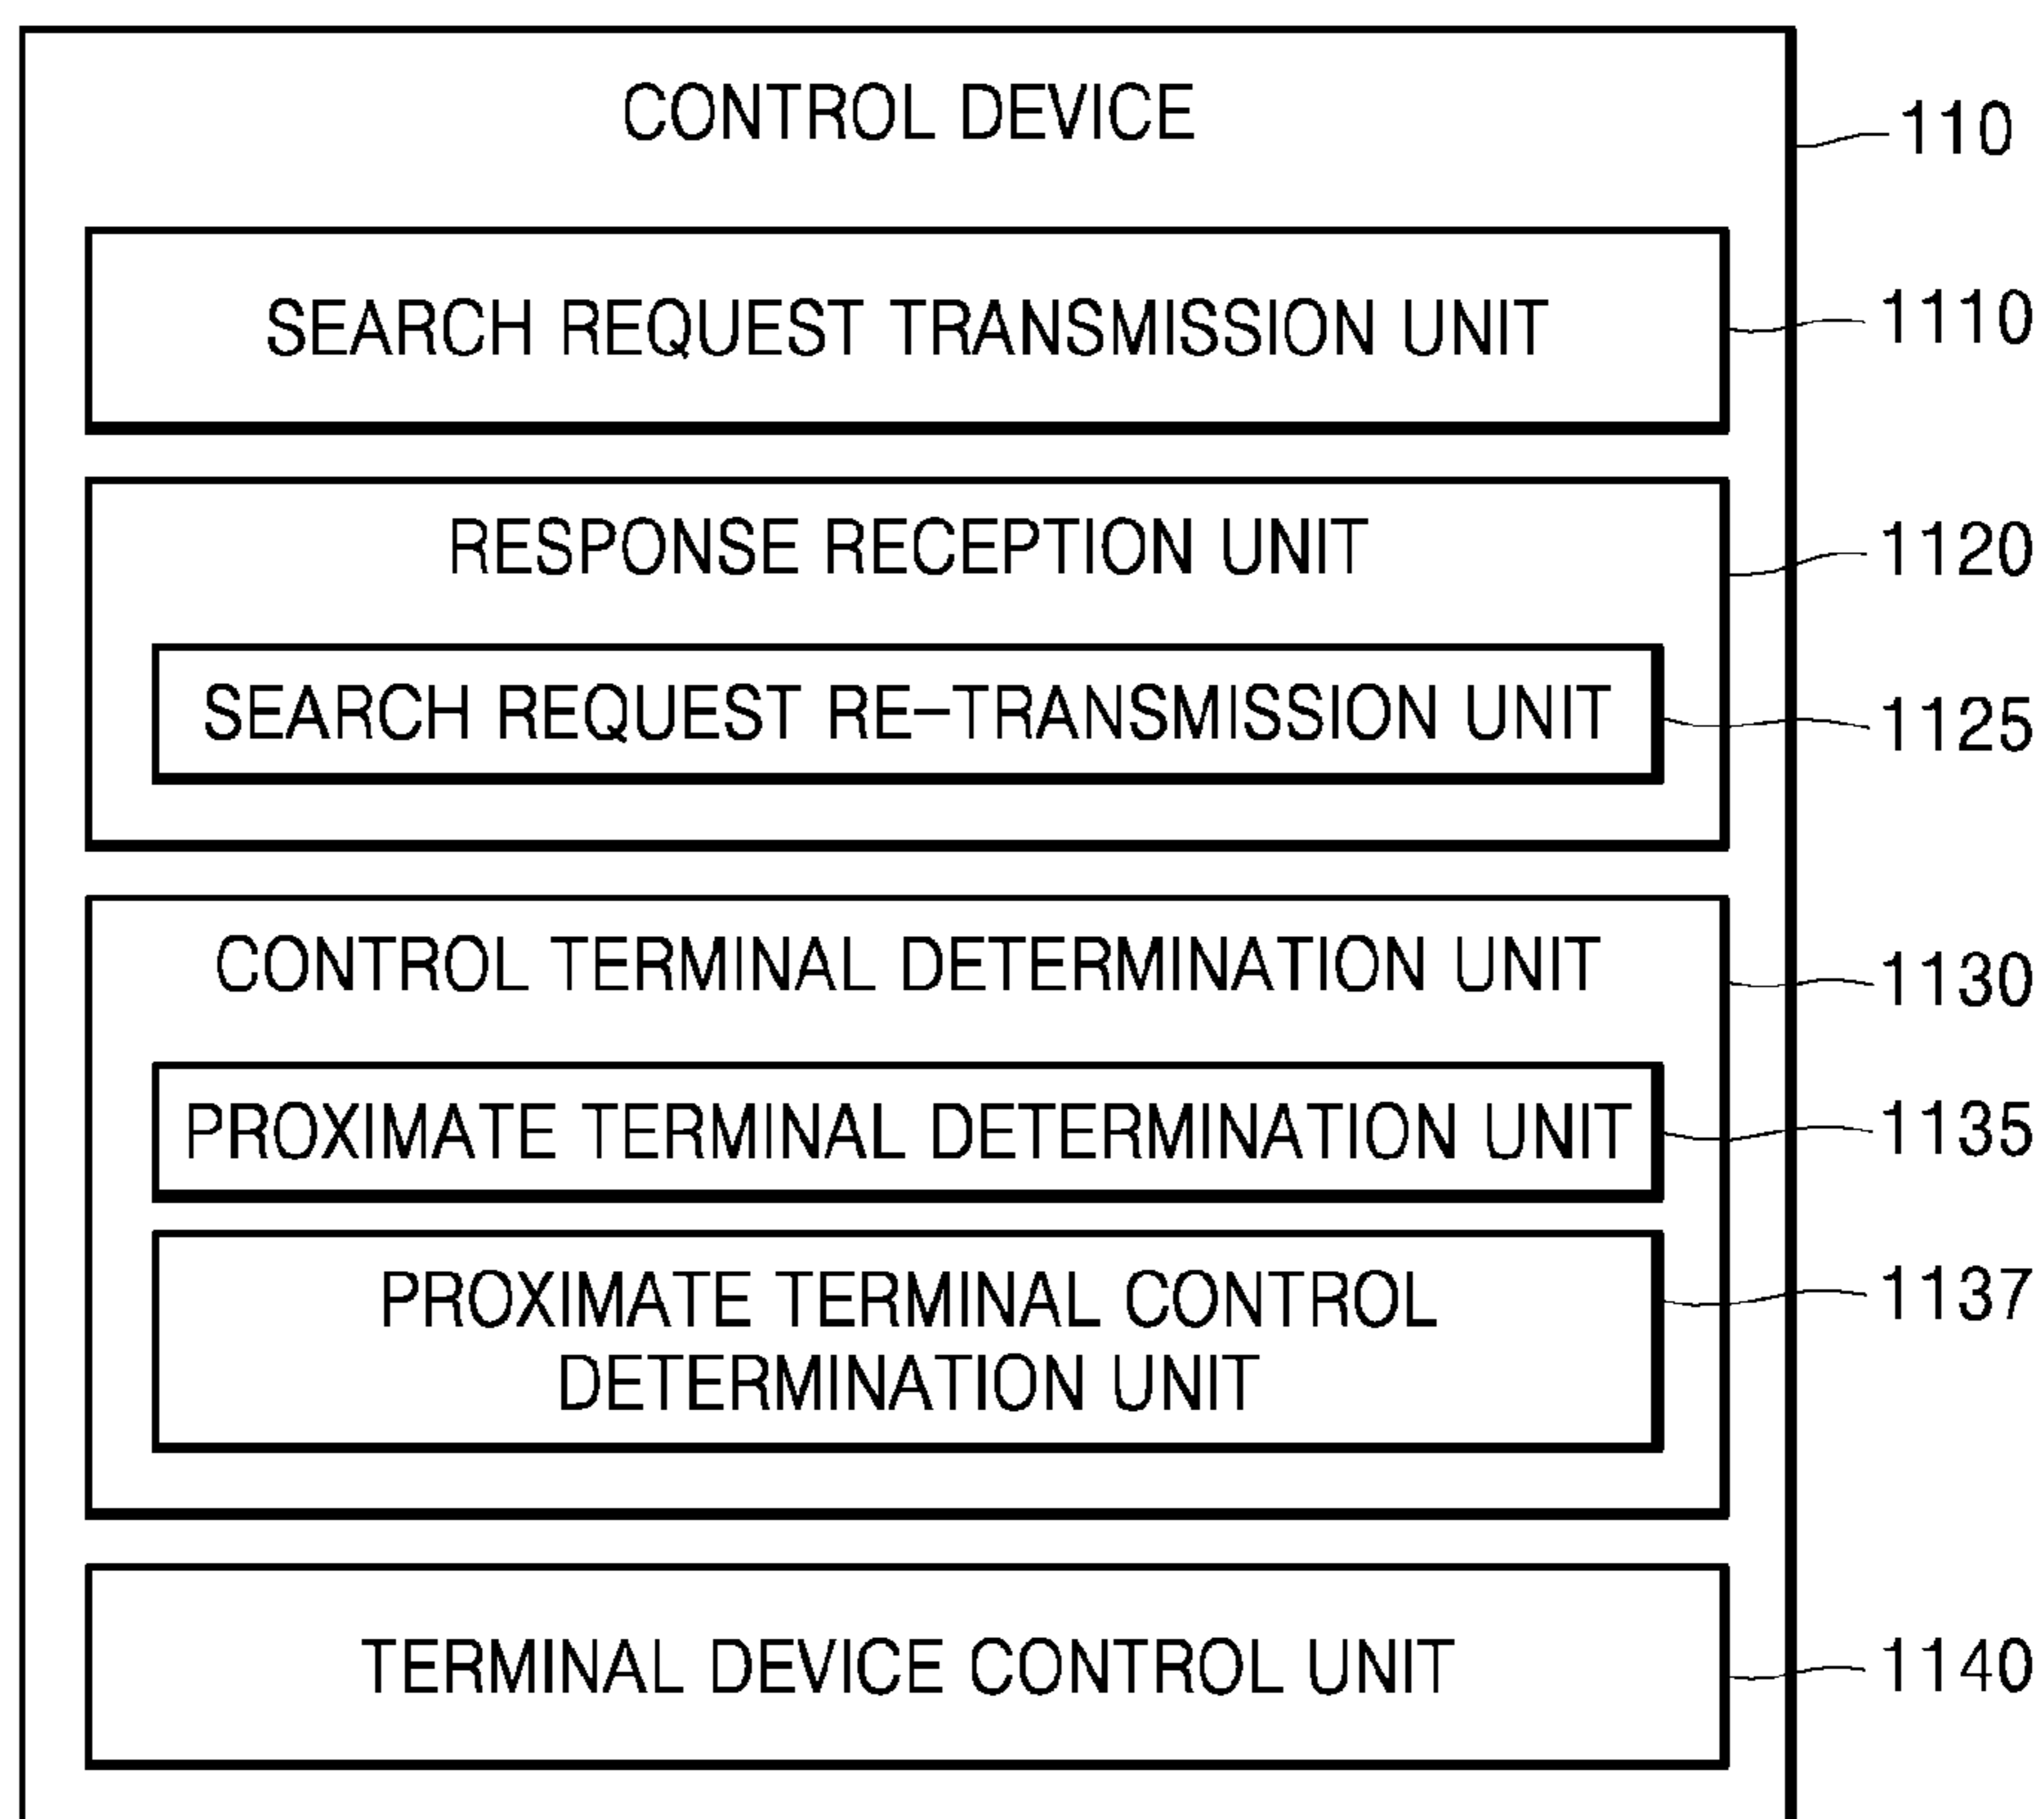 CONTROL DEVICE
110
SEARCH REQUEST TRANSMISSION UNIT
1110
RESPONSE RECEPTION UNIT
1120
SEARCH REQUEST RE-TRANSMISSION UNIT
1125
CONTROL TERMINAL DETERMINATION UNIT
1130
PROXIMATE TERMINAL DETERMINATION UNIT
1135
PROXIMATE TERMINAL CONTROL
DETERMINATION UNIT
1137
TERMINAL DEVICE CONTROL UNIT
1140